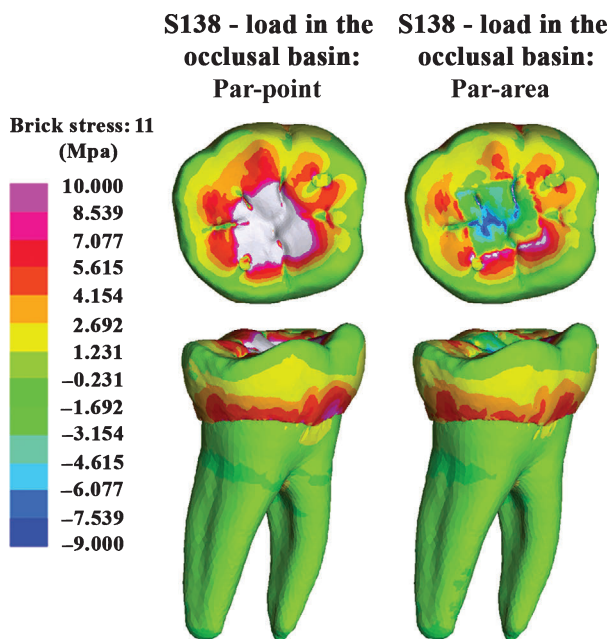 S138 - load in the
occlusal basin:
Par-point
S138 - load in the
occlusal basin:
Par-area
Brick stress: 11
(Mpa)
10.000
8.539
7.077
5.615
4.154
2.692
1.231
–0.231
–1.692
–3.154
–4.615
–6.077
–7.539
–9.000